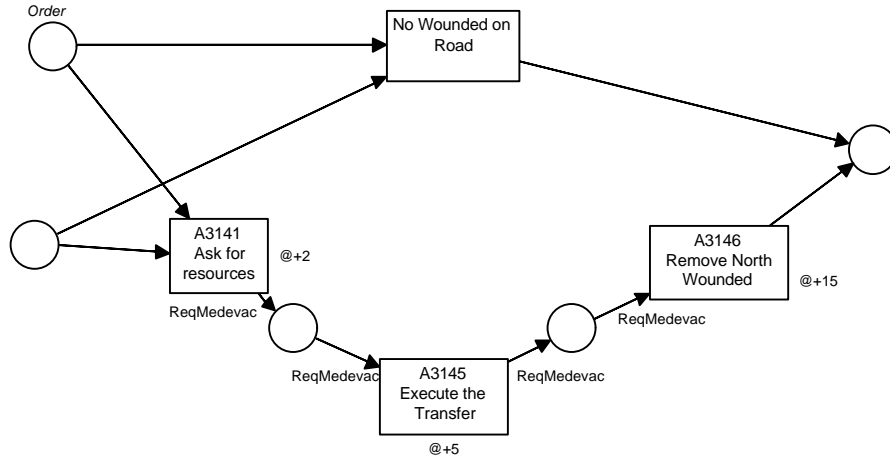 Order
No Wounded on
Road
A3141
Ask for
resources
@+2
ReqMedevac
A3146
Remove North
Wounded
@+15
ReqMedevac
ReqMedevac
A3145
Execute the
Transfer
ReqMedevac
@+5